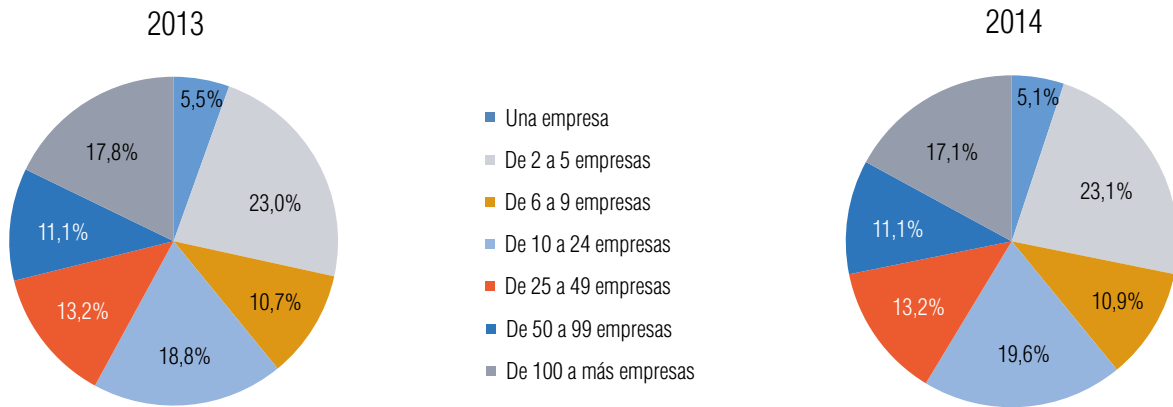 2013
5,5%
23,0%
10,7%
18,8%
13,2%
11,1%
17,8%
Una empresa
De 2 a 5 empresas
De 6 a 9 empresas
De 10 a 24 empresas
De 25 a 49 empresas
De 50 a 99 empresas
De 100 a más empresas
2014
5,1%
23,1%
10,9%
19,6%
13,2%
11,1%
17,1%